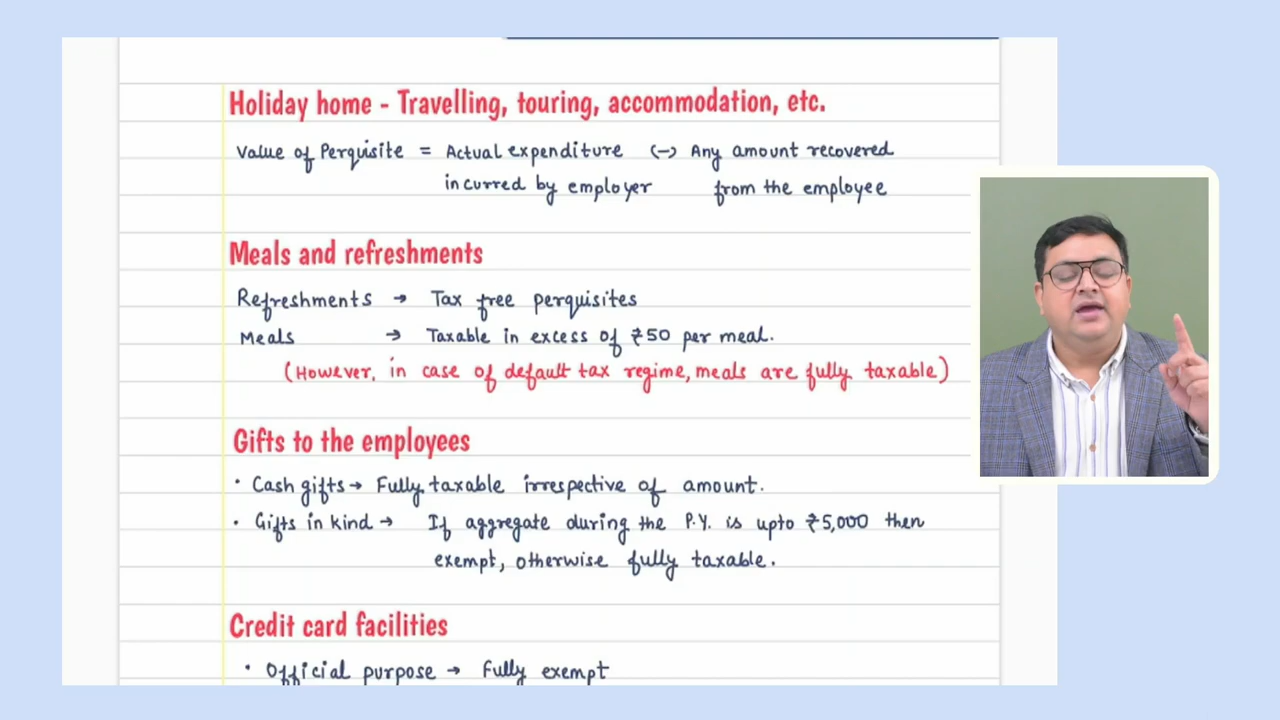 Holiday home - Travelling, touring, accommodation, etc.
Value of Perquisite = Actual expenditure (-) Any amount recovered
incurred by employer from the employee
Meals and refreshments
Refreshments → Tax free perquisites
Meals → Taxable in excess of ₹50 per meal.
(However, in case of default tax regime, meals are fully taxable)
Gifts to the employees
• Cash gifts → Fully taxable irrespective of amount.
• Gifts in kind → If aggregate during the P.Y. is upto ₹5,000 then
exempt, otherwise fully taxable.
Credit card facilities
• Official purpose → Fully exempt